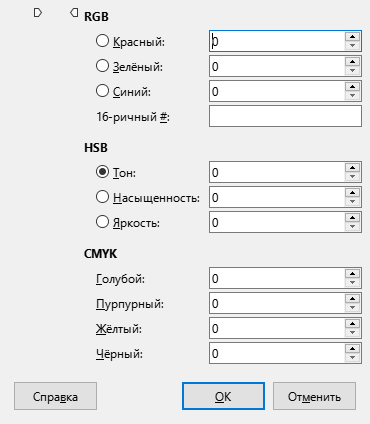 RGB
Красный: 0
Зелёный: 0
Синий: 0
16-ричный #:
HSB
Тон: 0
Насыщенность: 0
Яркость: 0
CMYK
Голубой: 0
Пурпурный: 0
Жёлтый: 0
Чёрный: 0
Справка OK Отменить